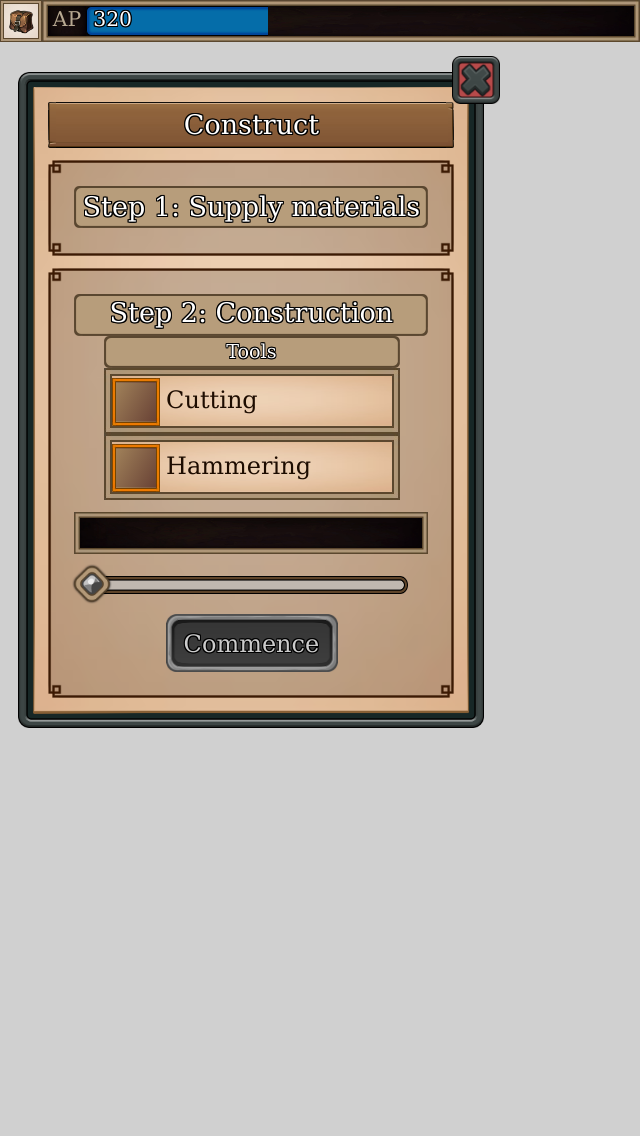 AP 320
Construct
Step 1: Supply materials
Step 2: Construction
Tools
Cutting
Hammering
Commence